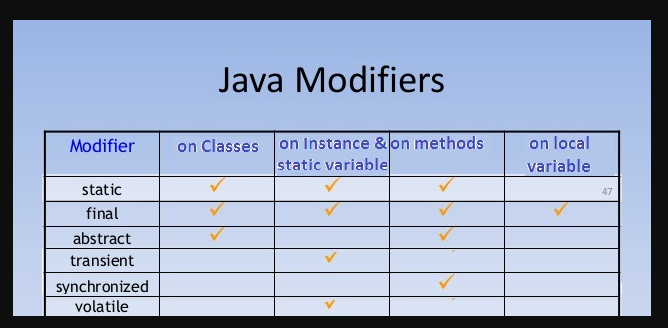 Java Modifiers
Modifier on Classes on Instance & on methods on local
static variable variable
static ✓ ✓ ✓
47
final ✓ ✓ ✓ ✓
abstract ✓ ✓
transient ✓
synchronized ✓
volatile ✓